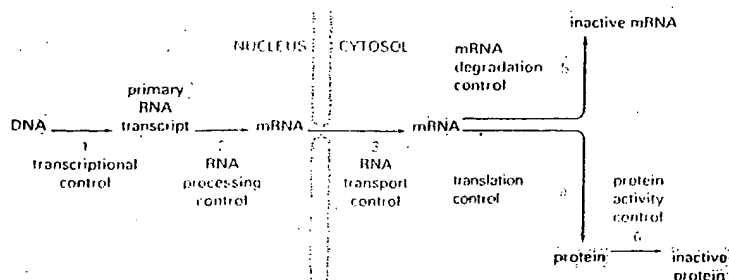 inactive mRNA
NUCLEUS CYTOSOL
mRNA
degradation
control
5
primary
RNA
transcript
DNA
mRNA
mRNA
1
transcriptional
control
2
RNA
processing
control
3
RNA
transport
control
translation
control
protein
activity
control
6
protein
inactive
protein